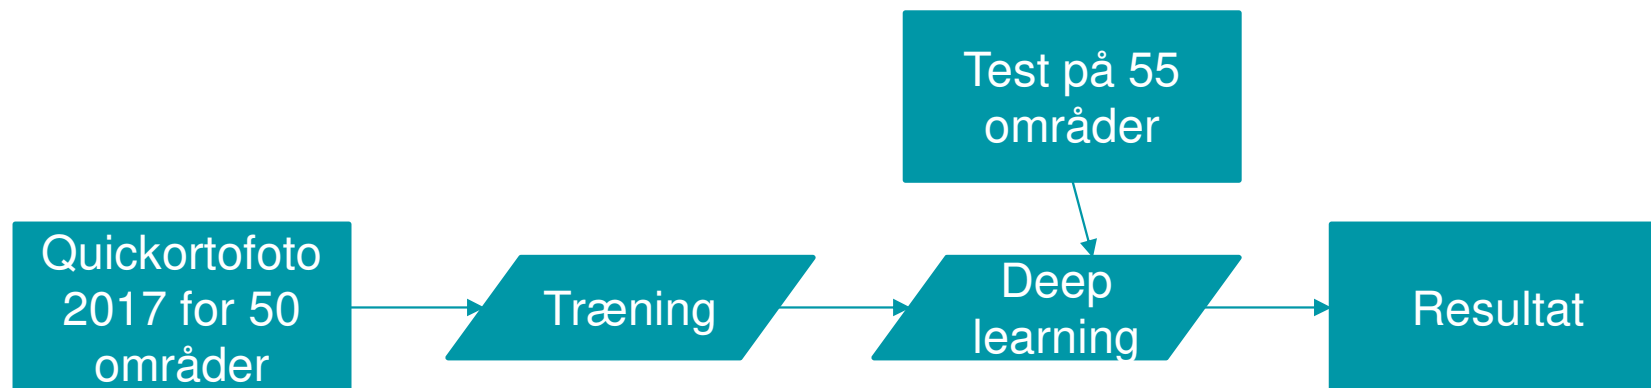 Test på 55
områder
Quickortofoto
2017 for 50
områder
Træning
Deep
learning
Resultat